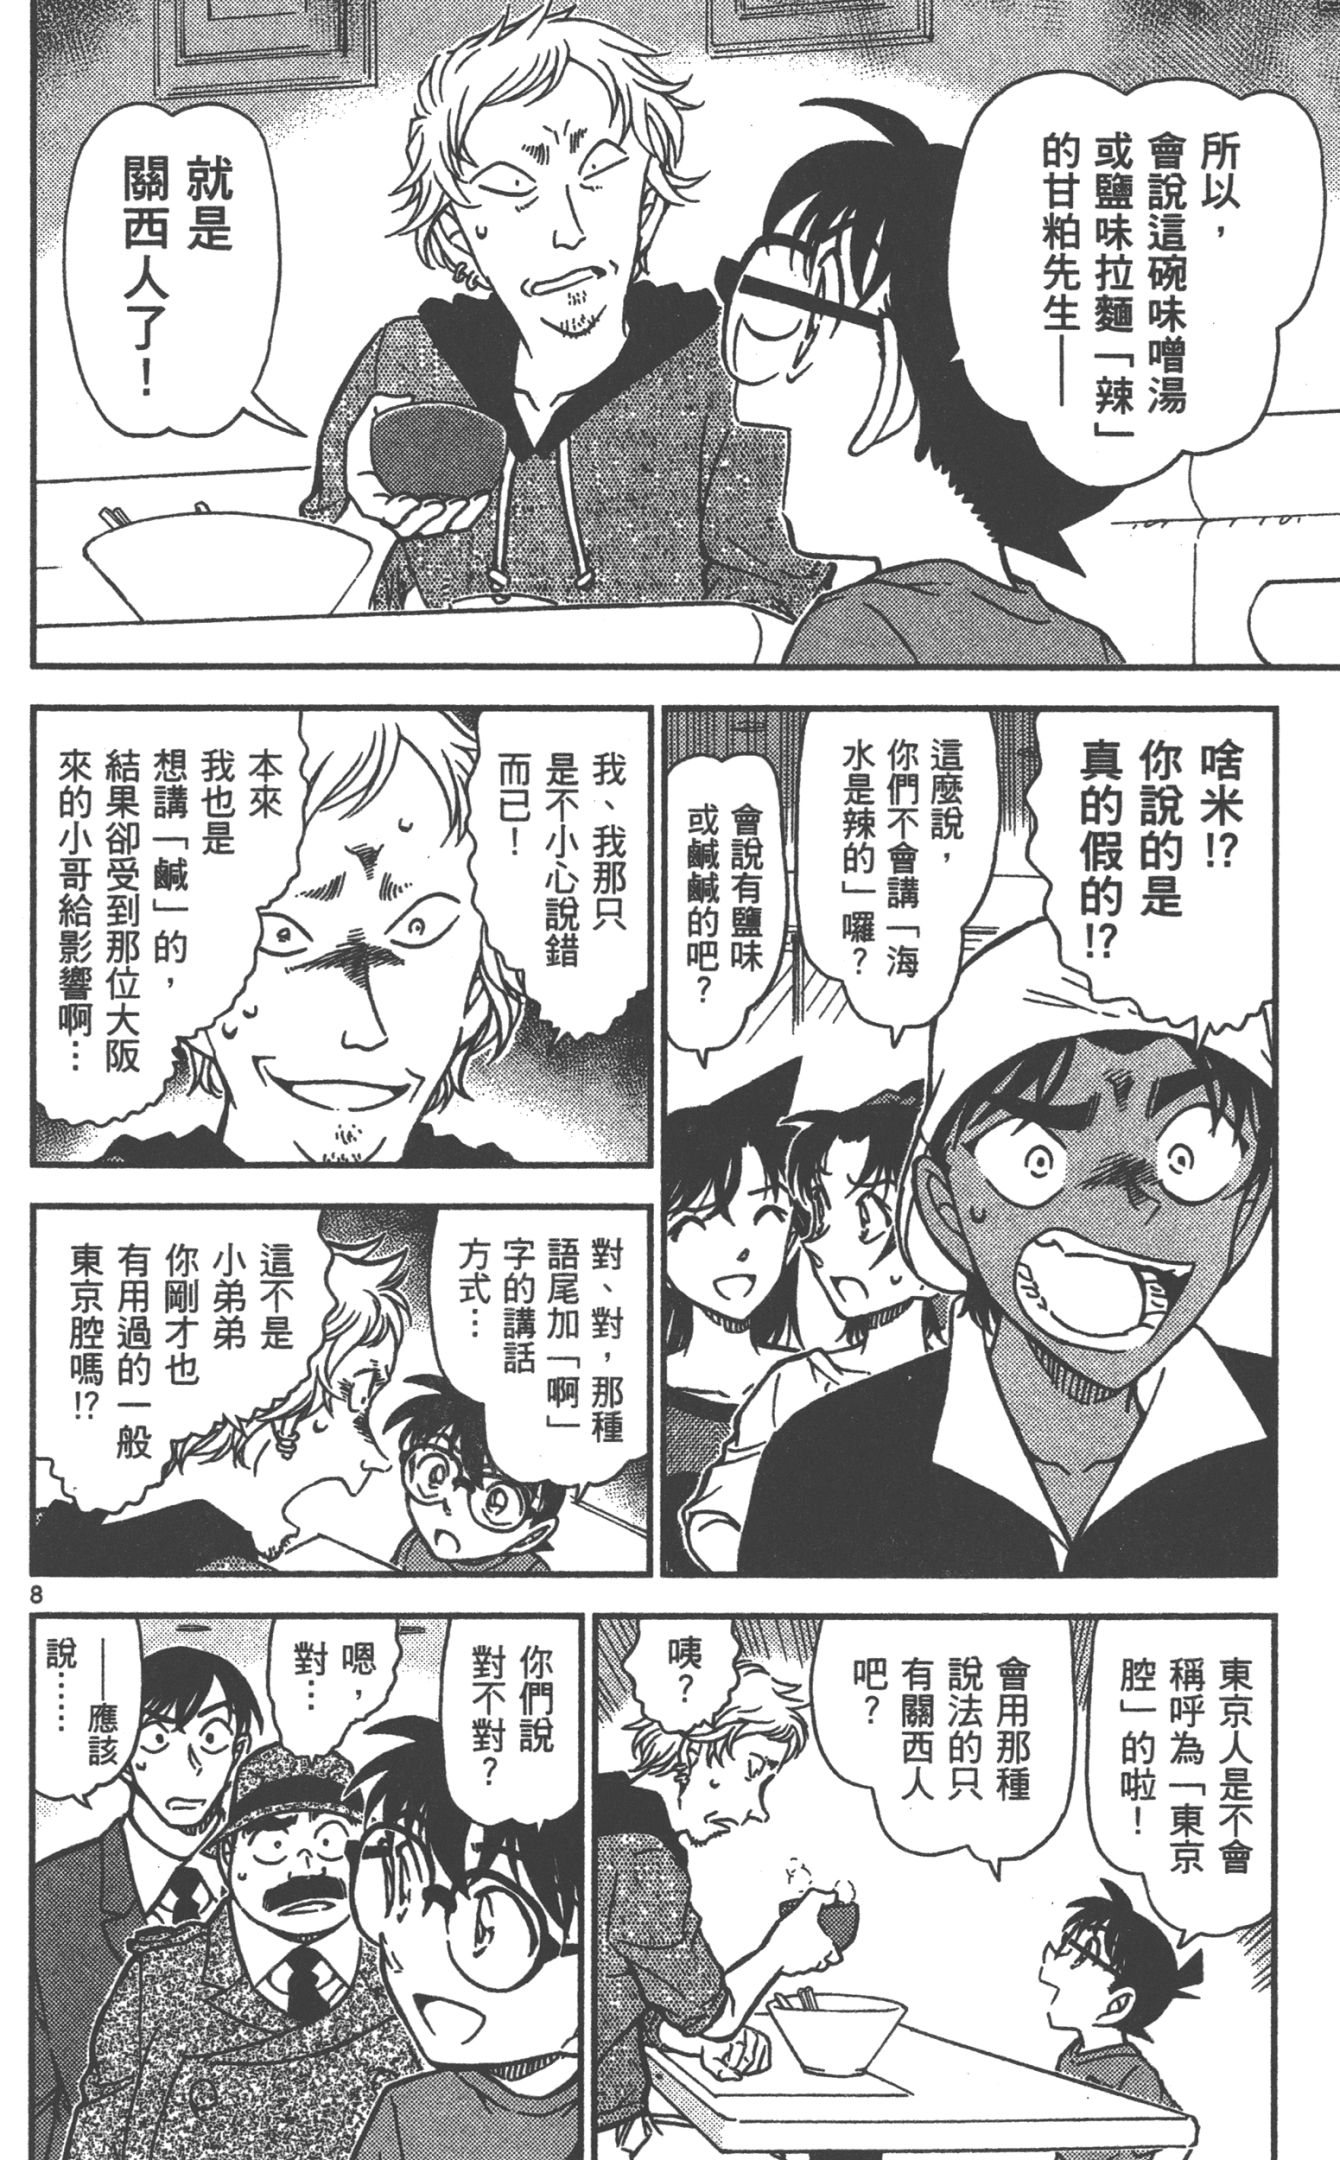 所以，
會說這碗味噌湯
或鹽味拉麵「辣」
的甘粕先生——
就是
關西人了！
啥米!?
你說的是
真的假的!?
這麼說，
你們不會講「海
水是辣的」囉？
會說有鹽味
或鹹鹹的吧？
我、我那只
是不小心說錯
而已！
本來
我也是
想講「鹹」的，
結果卻受到那位大阪
來的小哥給影響啊…
對、對，那種
語尾加「啊」
字的講話
方式…
這不是
小弟弟
你剛才也
有用過的一般
東京腔嗎!?
8
東京人是不會
稱呼為「東京
腔」的啦！
會用那種
說法的只
有關西人
吧？
咦？
你們說
對不對？
嗯，
對…
——應該
說……